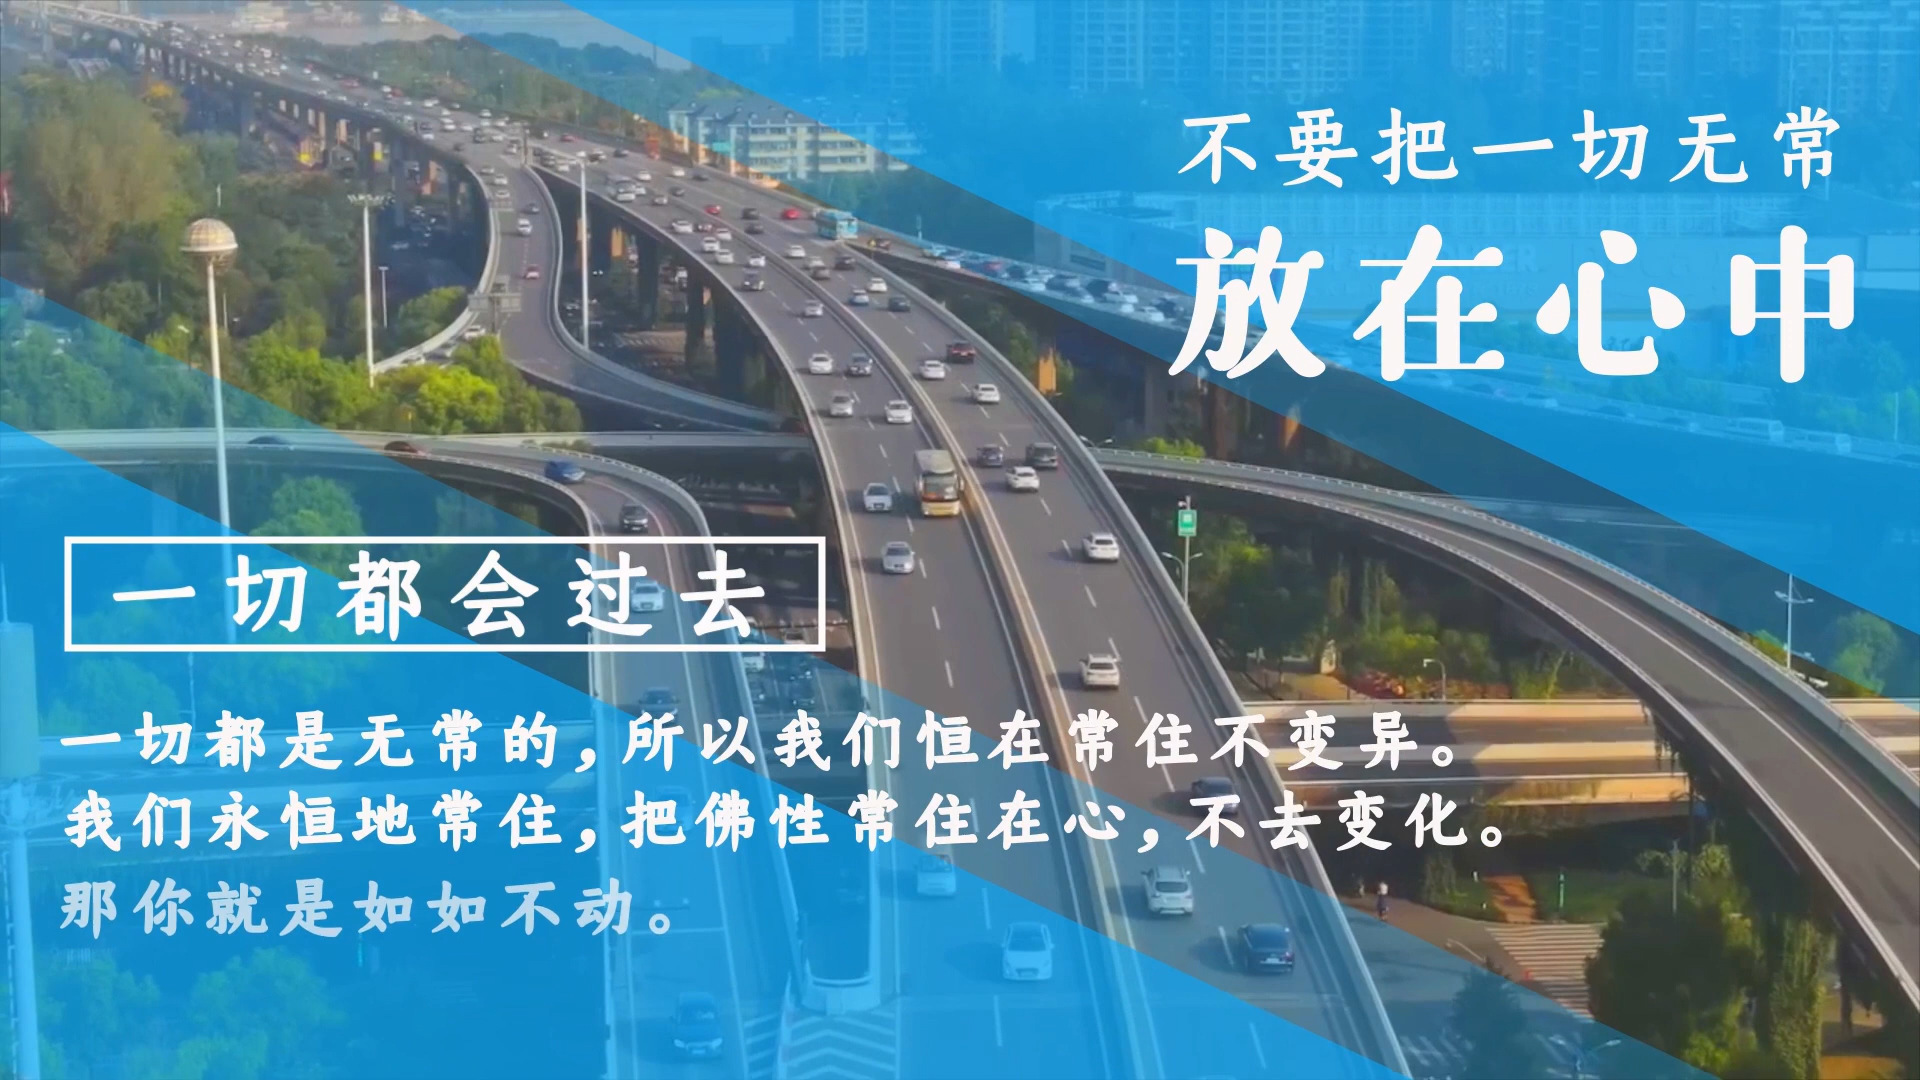 不要把一切无常
放在心中
一切都会过去
一切都是无常的,所以我们恒在常住不变异。
我们永恒地常住,把佛性常住在心,不去变化。
那你就是如如不动。